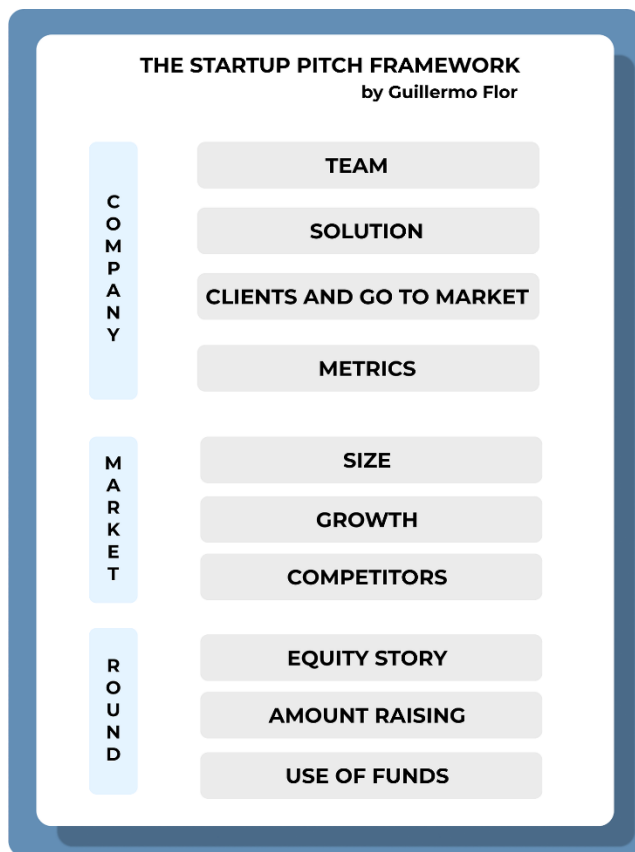 THE STARTUP PITCH FRAMEWORK
by Guillermo Flor
COMPANY
TEAM
SOLUTION
CLIENTS AND GO TO MARKET
METRICS
MARKET
SIZE
GROWTH
COMPETITORS
ROUND
EQUITY STORY
AMOUNT RAISING
USE OF FUNDS